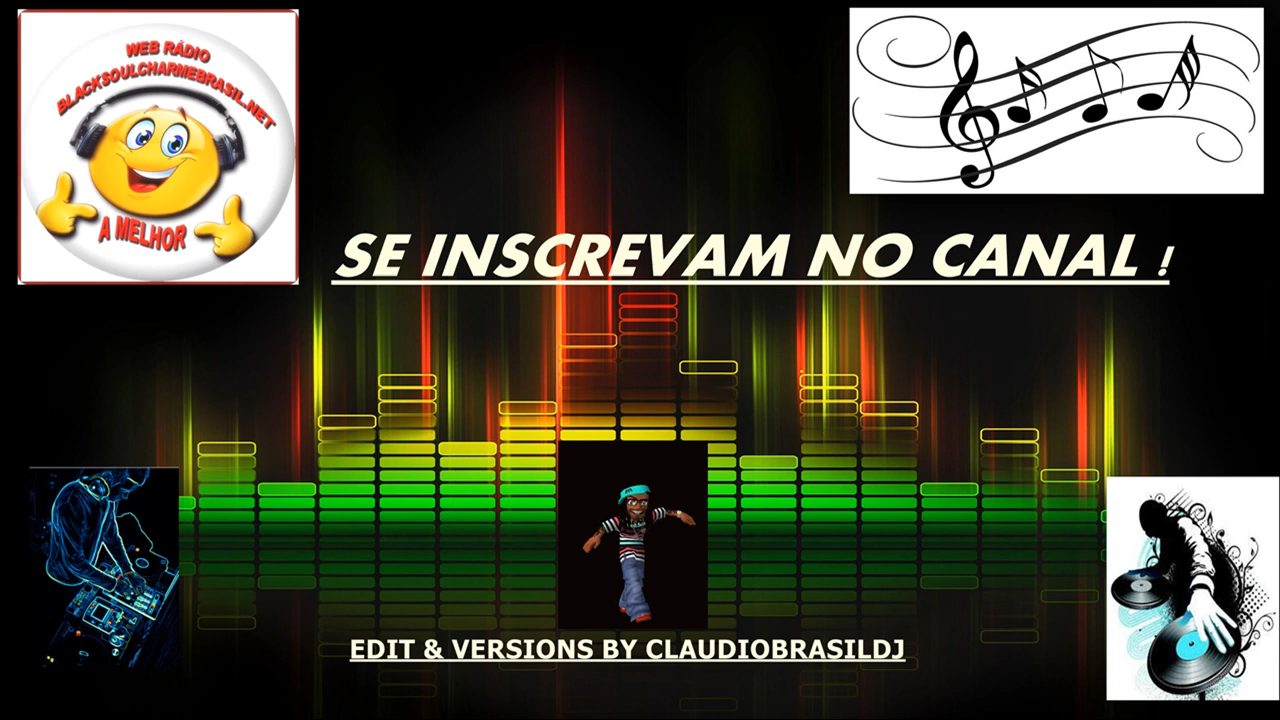 WEB RÁDIO
BLACKSOULCHARMEBRASIL.NET
A MELHOR
SE INSCREVAM NO CANAL !
EDIT & VERSIONS BY CLAUDIOBRASILDJ